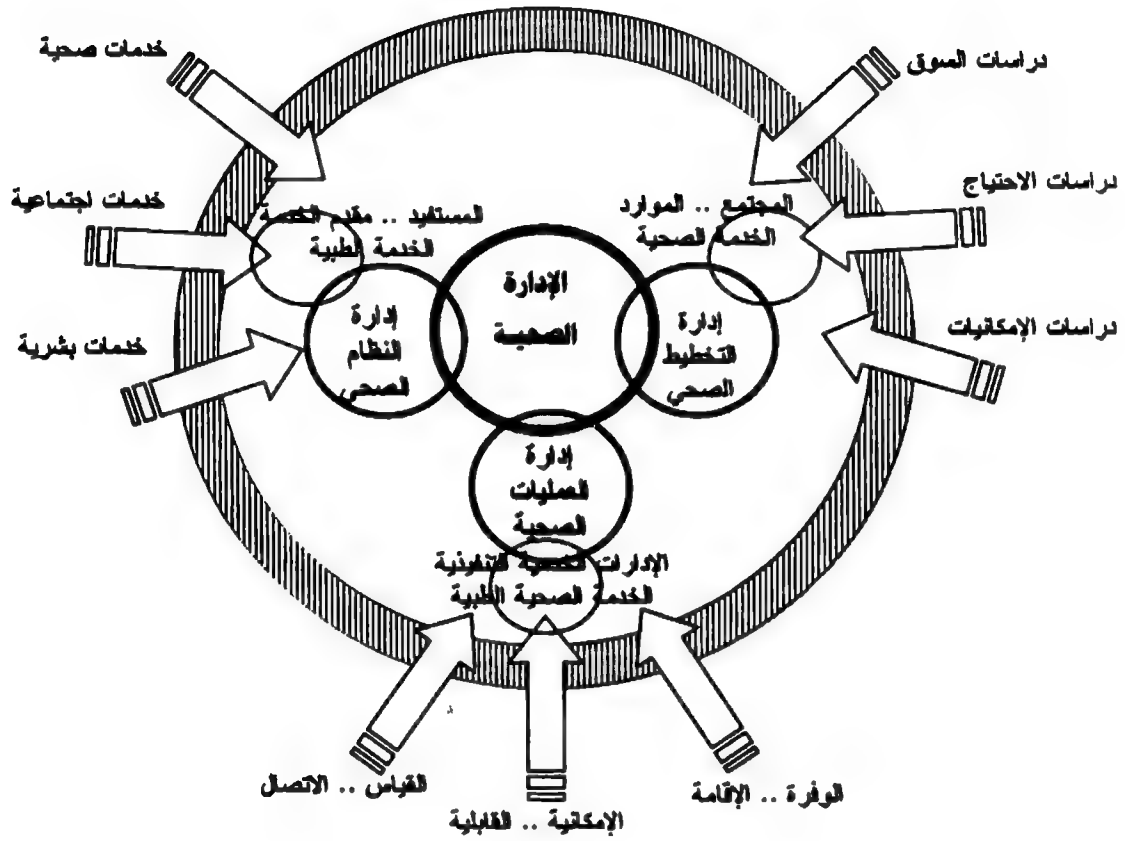 خدمات صحية
دراسات السوق
خدمات اجتماعية
دراسات الاحتياج
المستفيد .. مقدم الخدمة
الخدمة الطبية
المجتمع .. الموارد
الخدمة الصحية
خدمات بشرية
دراسات الإمكانيات
الإدارة
الصحية
إدارة
النظام
الصحي
إدارة
التخطيط
الصحي
إدارة
العمليات
الصحية
الإدارات
الخدمة الصحية الطبية
القياس .. الاتصال
الإمكانية .. القابلية
الوفرة .. الإقامة